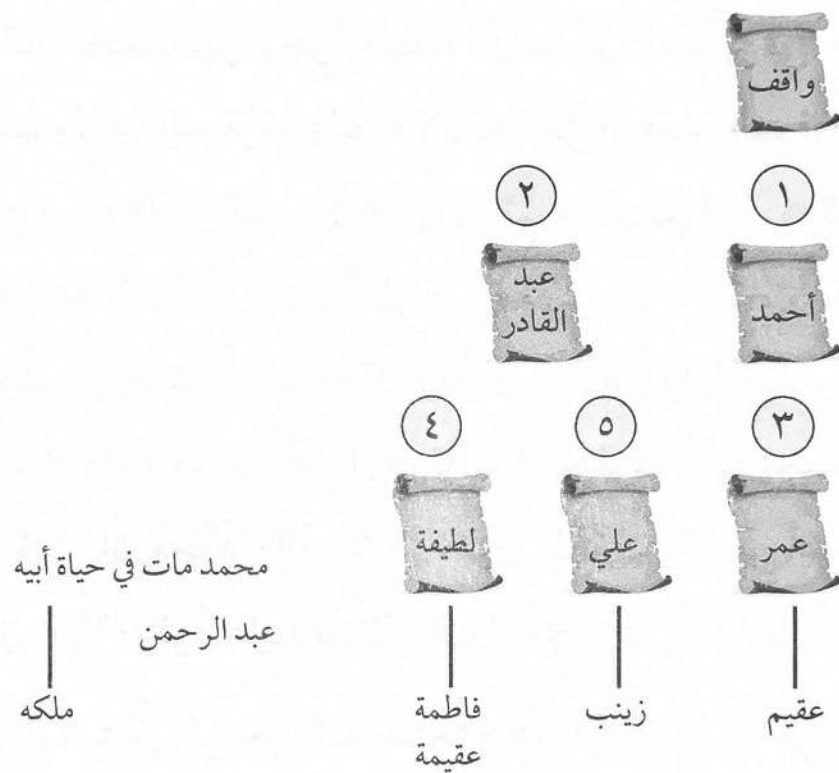 واقف
١
٢
أحمد
عبد
القادر
٣
٥
٤
عمر
علي
لطيفة
محمد مات في حياة أبيه
عبد الرحمن
عقيم
زينب
فاطمة
عقيمة
ملكه